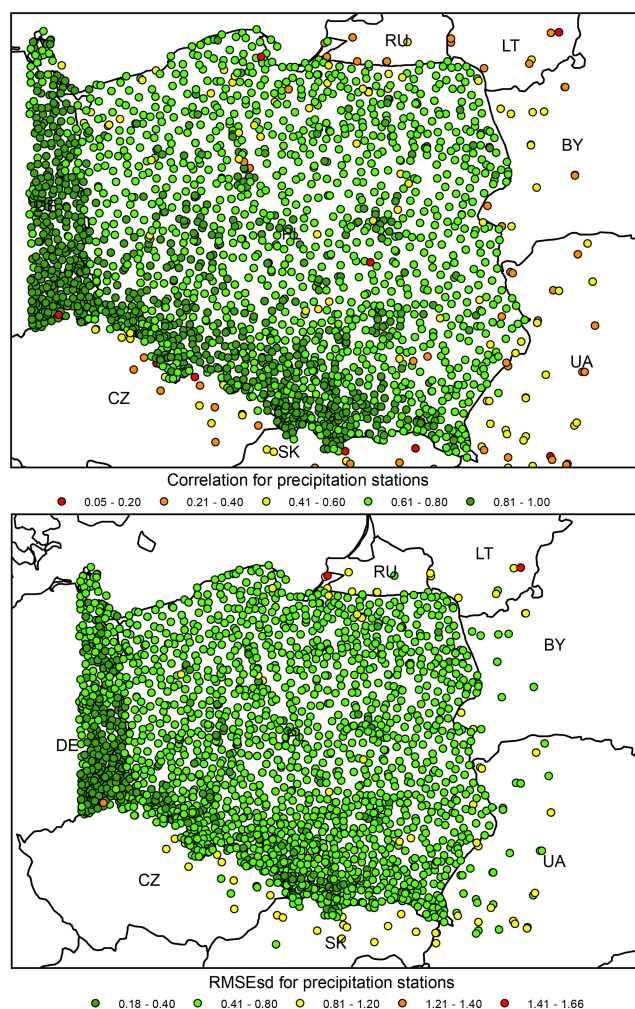 RU
LT
BY
UA
CZ
SK
Correlation for precipitation stations
0.05 - 0.20 0.21 - 0.40 0.41 - 0.60 0.61 - 0.80 0.81 - 1.00
LT
RU
BY
DE
UA
CZ
SK
RMSEsd for precipitation stations
0.18 - 0.40 0.41 - 0.80 0.81 - 1.20 1.21 - 1.40 1.41 - 1.66